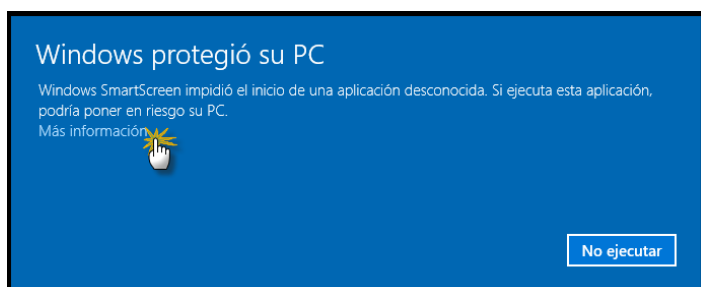 Windows protegió su PC
Windows SmartScreen impidió el inicio de una aplicación desconocida. Si ejecuta esta aplicación,
podría poner en riesgo su PC.
Más información
No ejecutar